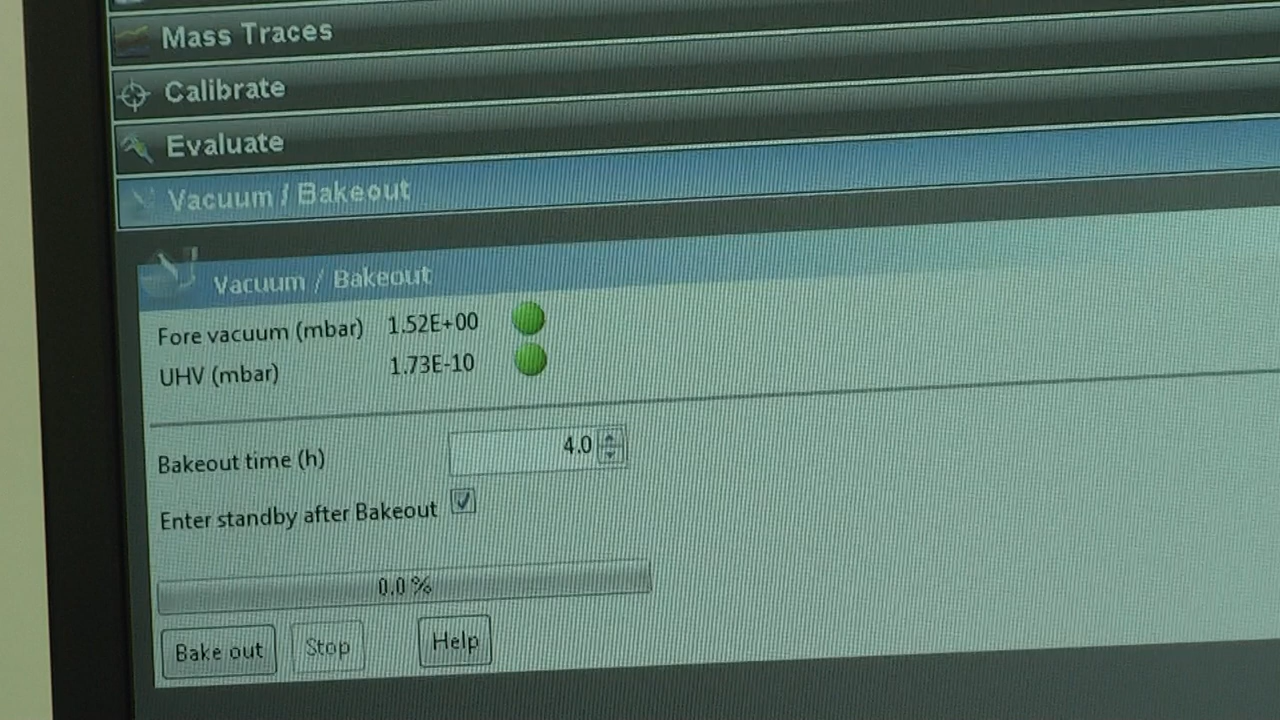 Mass Traces
Calibrate
Evaluate
Vacuum / Bakeout
Vacuum / Bakeout
Fore vacuum (mbar) 1.52E+00
UHV (mbar) 1.73E-10
Bakeout time (h) 4.0
Enter standby after Bakeout
0.0 %
Bake out Stop Help